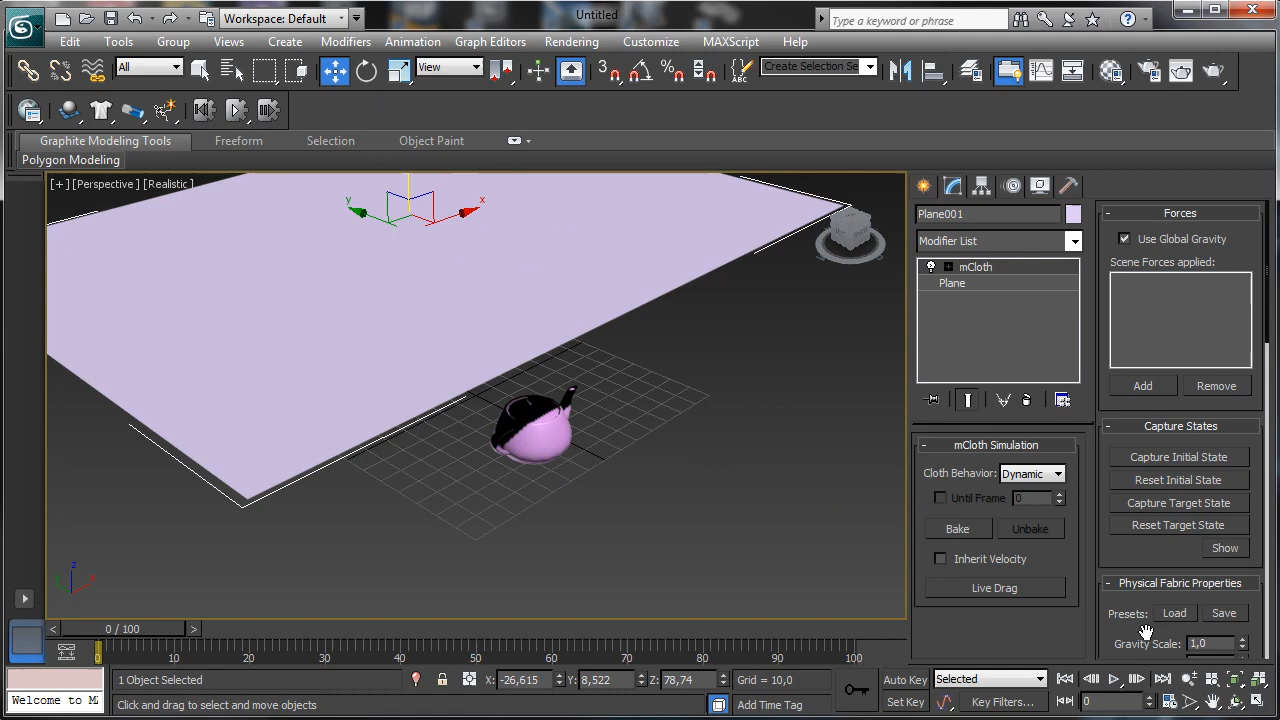 Workspace: Default
Untitled
Type a keyword or phrase
Edit Tools Group Views Create Modifiers Animation Graph Editors Rendering Customize MAXScript Help
All
View
Create Selection Se
Graphite Modeling Tools Freeform Selection Object Paint
Polygon Modeling
[+] [Perspective] [Realistic]
y
x
z
Plane001
Modifier List
mCloth
Plane
mCloth Simulation
Cloth Behavior: Dynamic
Until Frame 0
Bake Unbake
Inherit Velocity
Live Drag
Forces
Use Global Gravity
Scene Forces applied:
Add Remove
Capture States
Capture Initial State
Reset Initial State
Capture Target State
Reset Target State
Show
Physical Fabric Properties
Presets: Load Save
Gravity Scale: 1,0
< 0 / 100 >
0 10 20 30 40 50 60 70 80 90 100
1 Object Selected
X: -26,615 Y: 8,522 Z: 78,74 Grid = 10,0
Auto Key Selected
Welcome to M
Click and drag to select and move objects
Add Time Tag
Set Key Key Filters...
0